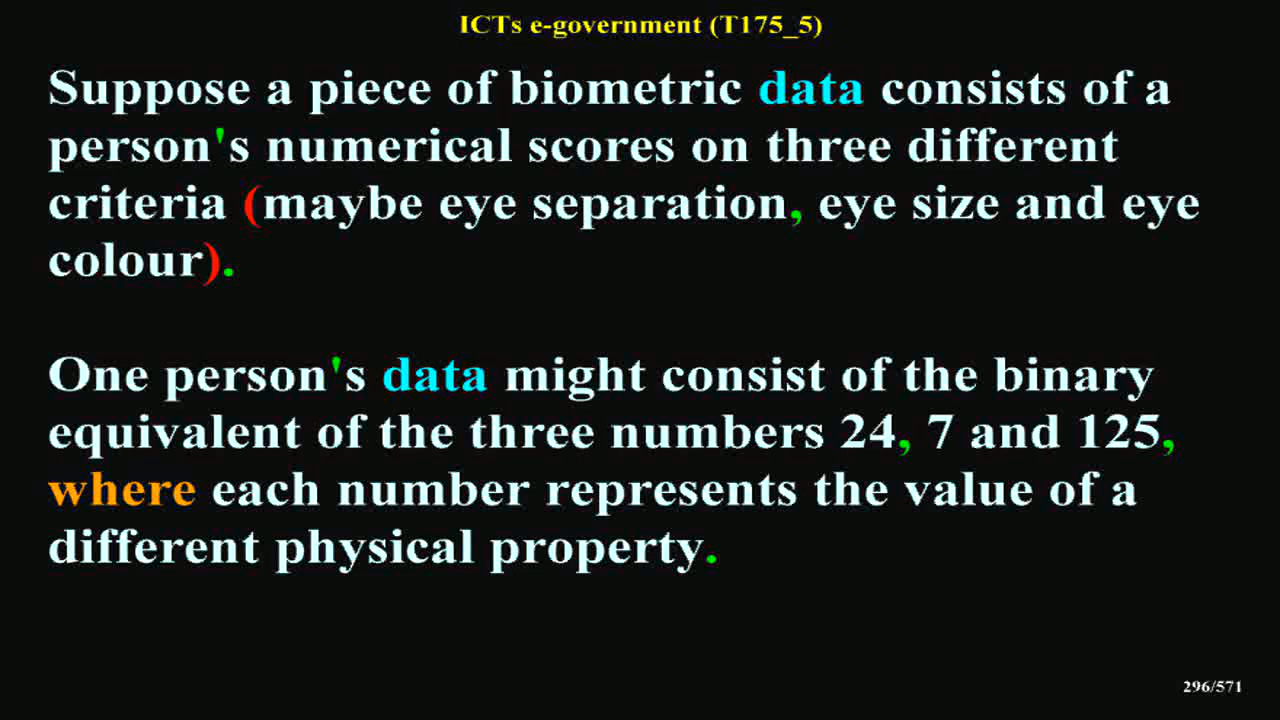 ICTs e-government (T175_5)
Suppose a piece of biometric data consists of a
person's numerical scores on three different
criteria (maybe eye separation, eye size and eye
colour).
One person's data might consist of the binary
equivalent of the three numbers 24, 7 and 125,
where each number represents the value of a
different physical property.
296/571